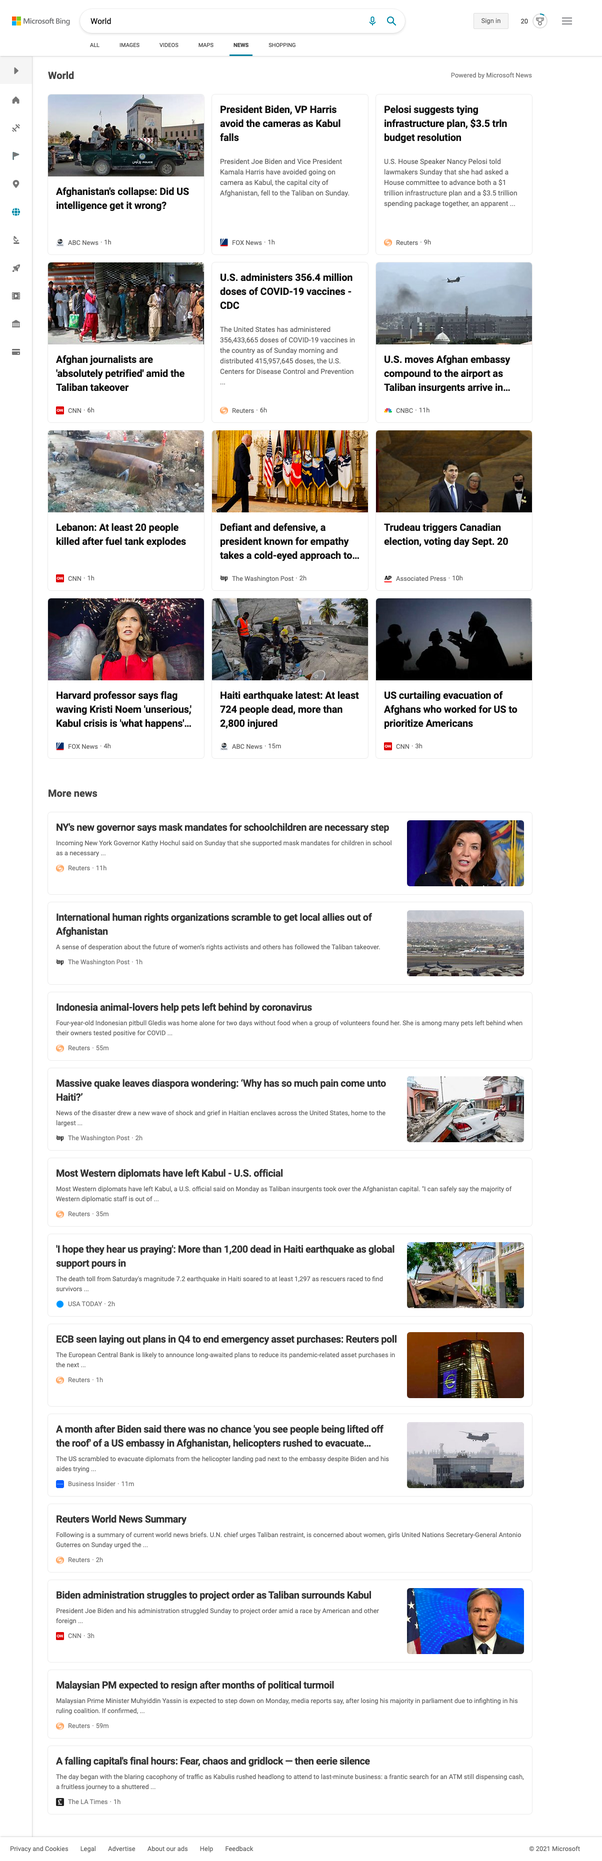 Microsoft Bing
World
Sign in
20
ALL
IMAGES
VIDEOS
MAPS
NEWS
SHOPPING
World
Powered by Microsoft News
Afghanistan's collapse: Did US
intelligence get it wrong?
ABC News · 1h
President Biden, VP Harris
avoid the cameras as Kabul
falls
President Joe Biden and Vice President
Kamala Harris have avoided going on
camera as Kabul, the capital city of
Afghanistan, fell to the Taliban on Sunday.
FOX News · 1h
Pelosi suggests tying
infrastructure plan, $3.5 trln
budget resolution
U.S. House Speaker Nancy Pelosi told
lawmakers Sunday that she had asked a
House committee to advance both a $1
trillion infrastructure plan and a $3.5 trillion
spending package together, an apparent ...
Reuters · 9h
Afghan journalists are
'absolutely petrified' amid the
Taliban takeover
CNN · 6h
U.S. administers 356.4 million
doses of COVID-19 vaccines -
CDC
The United States has administered
356,433,665 doses of COVID-19 vaccines in
the country as of Sunday morning and
distributed 415,957,645 doses, the U.S.
Centers for Disease Control and Prevention
...
Reuters · 6h
U.S. moves Afghan embassy
compound to the airport as
Taliban insurgents arrive in...
CNBC · 11h
Lebanon: At least 20 people
killed after fuel tank explodes
CNN · 1h
Defiant and defensive, a
president known for empathy
takes a cold-eyed approach to...
The Washington Post · 2h
Trudeau triggers Canadian
election, voting day Sept. 20
AP
Associated Press · 10h
Harvard professor says flag
waving Kristi Noem 'unserious,'
Kabul crisis is 'what happens'...
FOX News · 4h
Haiti earthquake latest: At least
724 people dead, more than
2,800 injured
ABC News · 15m
US curtailing evacuation of
Afghans who worked for US to
prioritize Americans
CNN · 3h
More news
NY's new governor says mask mandates for schoolchildren are necessary step
Incoming New York Governor Kathy Hochul said on Sunday that she supported mask mandates for children in school
as a necessary ...
Reuters · 11h
International human rights organizations scramble to get local allies out of
Afghanistan
A sense of desperation about the future of women's rights activists and others has followed the Taliban takeover.
The Washington Post · 1h
Indonesia animal-lovers help pets left behind by coronavirus
Four-year-old Indonesian pitbull Gledis was home alone for two days without food when a group of volunteers found her. She is among many pets left behind when
their owners tested positive for COVID ...
Reuters · 55m
Massive quake leaves diaspora wondering: 'Why has so much pain come unto
Haiti?'
News of the disaster drew a new wave of shock and grief in Haitian enclaves across the United States, home to the
largest ...
The Washington Post · 2h
Most Western diplomats have left Kabul - U.S. official
Most Western diplomats have left Kabul, a U.S. official said on Monday as Taliban insurgents took over the Afghanistan capital. "I can safely say the majority of
Western diplomatic staff is out of ...
Reuters · 35m
'I hope they hear us praying': More than 1,200 dead in Haiti earthquake as global
support pours in
The death toll from Saturday's magnitude 7.2 earthquake in Haiti soared to at least 1,297 as rescuers raced to find
survivors ...
USA TODAY · 2h
ECB seen laying out plans in Q4 to end emergency asset purchases: Reuters poll
The European Central Bank is likely to announce long-awaited plans to reduce its pandemic-related asset purchases in
the next ...
Reuters · 1h
A month after Biden said there was no chance 'you see people being lifted off
the roof' of a US embassy in Afghanistan, helicopters rushed to evacuate...
The US scrambled to evacuate diplomats from the helicopter landing pad next to the embassy despite Biden and his
aides trying ...
Business Insider · 11m
Reuters World News Summary
Following is a summary of current world news briefs. U.N. chief urges Taliban restraint, is concerned about women, girls United Nations Secretary-General Antonio
Guterres on Sunday urged the ...
Reuters · 2h
Biden administration struggles to project order as Taliban surrounds Kabul
President Joe Biden and his administration struggled Sunday to project order amid a race by American and other
foreign ...
CNN · 3h
Malaysian PM expected to resign after months of political turmoil
Malaysian Prime Minister Muhyiddin Yassin is expected to step down on Monday, media reports say, after losing his majority in parliament due to infighting in his
ruling coalition. If confirmed, ...
Reuters · 59m
A falling capital's final hours: Fear, chaos and gridlock — then eerie silence
The day began with the blaring cacophony of traffic as Kabulis rushed headlong to attend to last-minute business: a frantic search for an ATM still dispensing cash,
a fruitless journey to a shuttered ...
The LA Times · 1h
Privacy and Cookies
Legal
Advertise
About our ads
Help
Feedback
© 2021 Microsoft